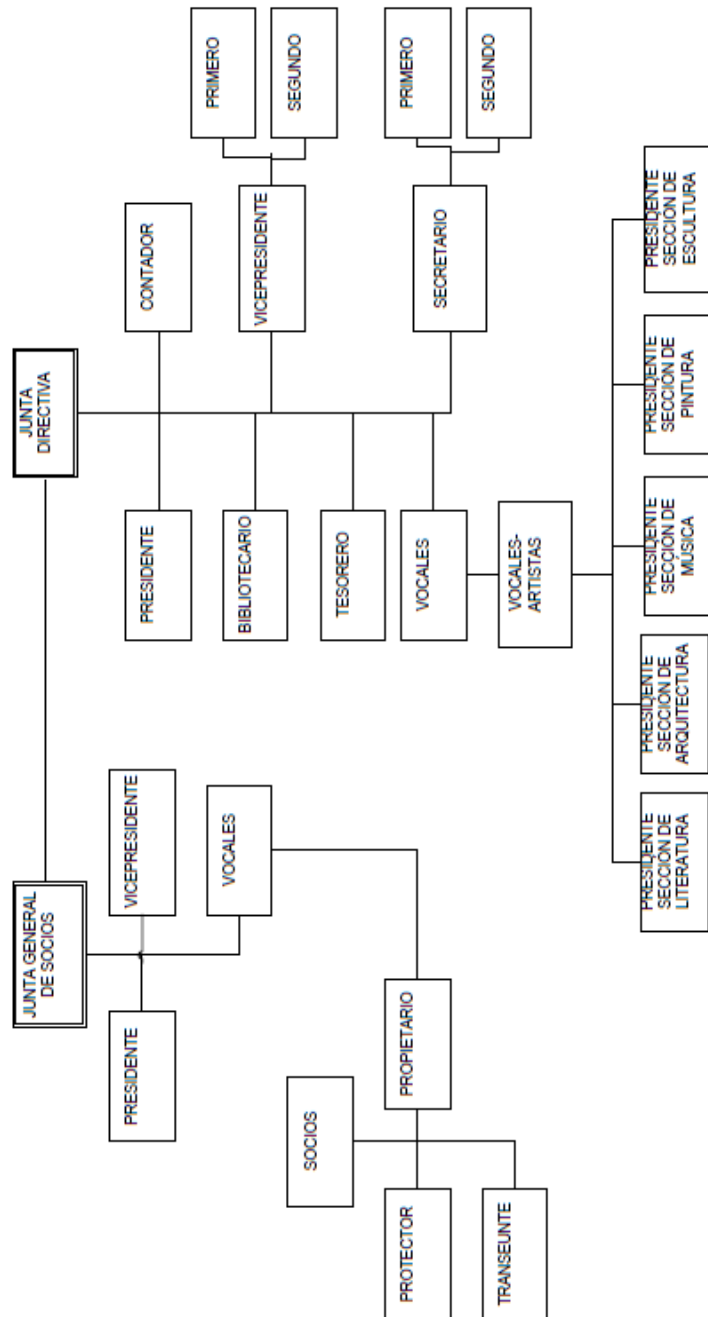 JUNTA GENERAL
DE SOCIOS
PRESIDENTE
VICEPRESIDENTE
VOCALES
SOCIOS
PROTECTOR
PROPIETARIO
TRANSEUNTE
JUNTA
DIRECTIVA
PRESIDENTE
CONTADOR
BIBLIOTECARIO
VICEPRESIDENTE
PRIMERO
SEGUNDO
TESORERO
VOCALES
SECRETARIO
PRIMERO
SEGUNDO
VOCALES-
ARTISTAS
PRESIDENTE
SECCIÓN DE
LITERATURA
PRESIDENTE
SECCIÓN DE
ARQUITECTURA
PRESIDENTE
SECCIÓN DE
MÚSICA
PRESIDENTE
SECCIÓN DE
PINTURA
PRESIDENTE
SECCIÓN DE
ESCULTURA